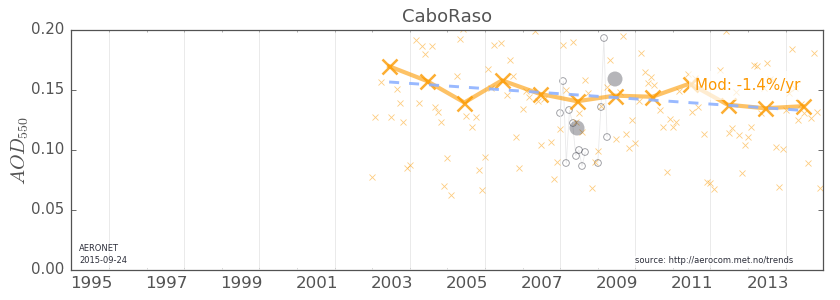 CaboRaso
0.20
0.15
0.10
0.05
0.00
AOD550
Mod: -1.4%/yr
AERONET
2015-09-24
source: http://aerocom.met.no/trends
1995 1997 1999 2001 2003 2005 2007 2009 2011 2013